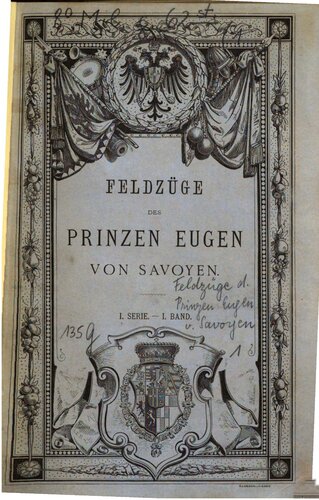 FELDZÜGE
DES
PRINZEN EUGEN
VON SAVOYEN.
Feldzüge d.
Prinzen Eugen
v. Savoyen
I. SERIE. — I. BAND.
135 g
1